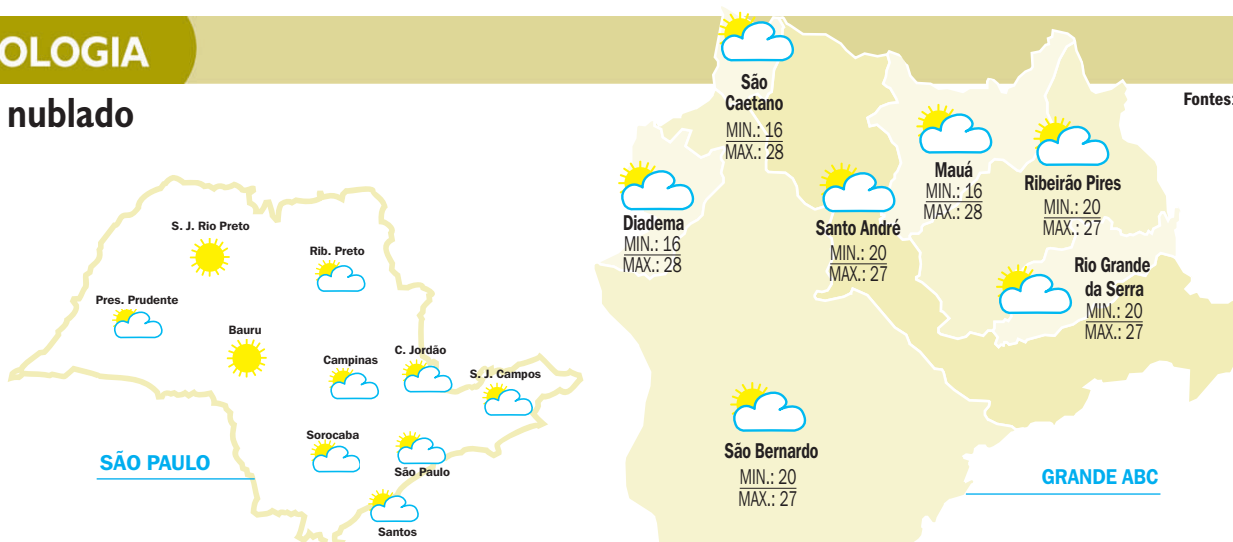 OLOGIA
nublado
Fontes:
S. J. Rio Preto
Rib. Preto
Pres. Prudente
Bauru
Campinas
C. Jordão
S. J. Campos
Sorocaba
São Paulo
Santos
SÃO PAULO
São
Caetano
MIN.: 16
MAX.: 28
Diadema
MIN.: 16
MAX.: 28
Santo André
MIN.: 20
MAX.: 27
Mauá
MIN.: 16
MAX.: 28
Ribeirão Pires
MIN.: 20
MAX.: 27
Rio Grande
da Serra
MIN.: 20
MAX.: 27
São Bernardo
MIN.: 20
MAX.: 27
GRANDE ABC